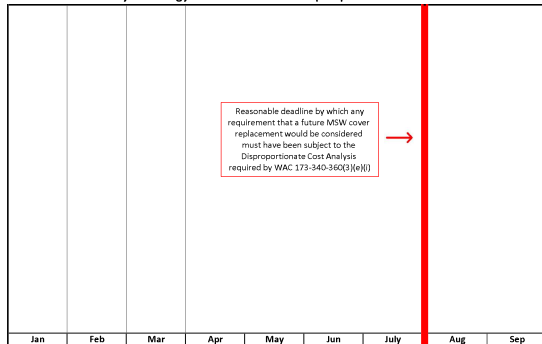 Reasonable deadline by which any
requirement that a future MSW cover
replacement would be considered
must have been subject to the
Disproportionate Cost Analysis
required by WAC 173-340-360(3)(e)(i)
Jan Feb Mar Apr May Jun July Aug Sep